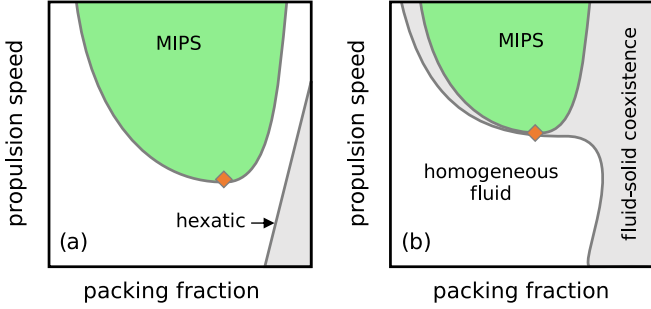 propulsion speed
MIPS
hexatic
(a)
packing fraction
propulsion speed
MIPS
homogeneous
fluid
fluid-solid coexistence
(b)
packing fraction